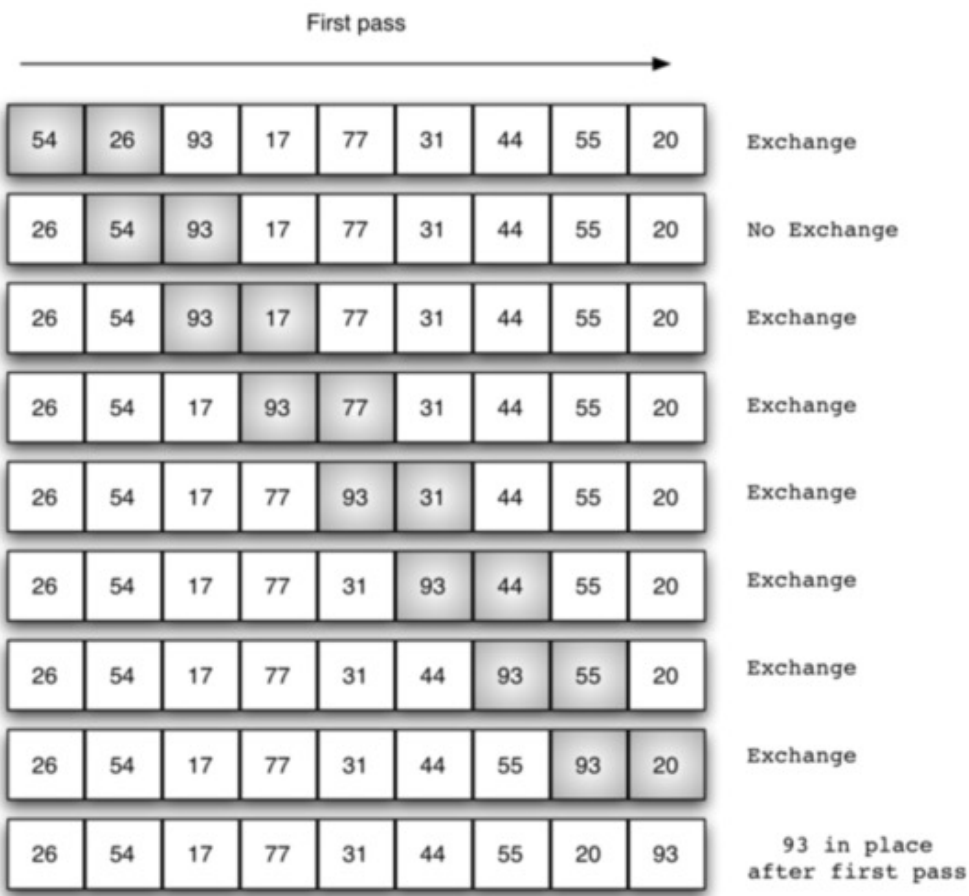 First pass
54 26 93 17 77 31 44 55 20 Exchange
26 54 93 17 77 31 44 55 20 No Exchange
26 54 93 17 77 31 44 55 20 Exchange
26 54 17 93 77 31 44 55 20 Exchange
26 54 17 77 93 31 44 55 20 Exchange
26 54 17 77 31 93 44 55 20 Exchange
26 54 17 77 31 44 93 55 20 Exchange
26 54 17 77 31 44 55 93 20 Exchange
26 54 17 77 31 44 55 20 93 93 in place
after first pass